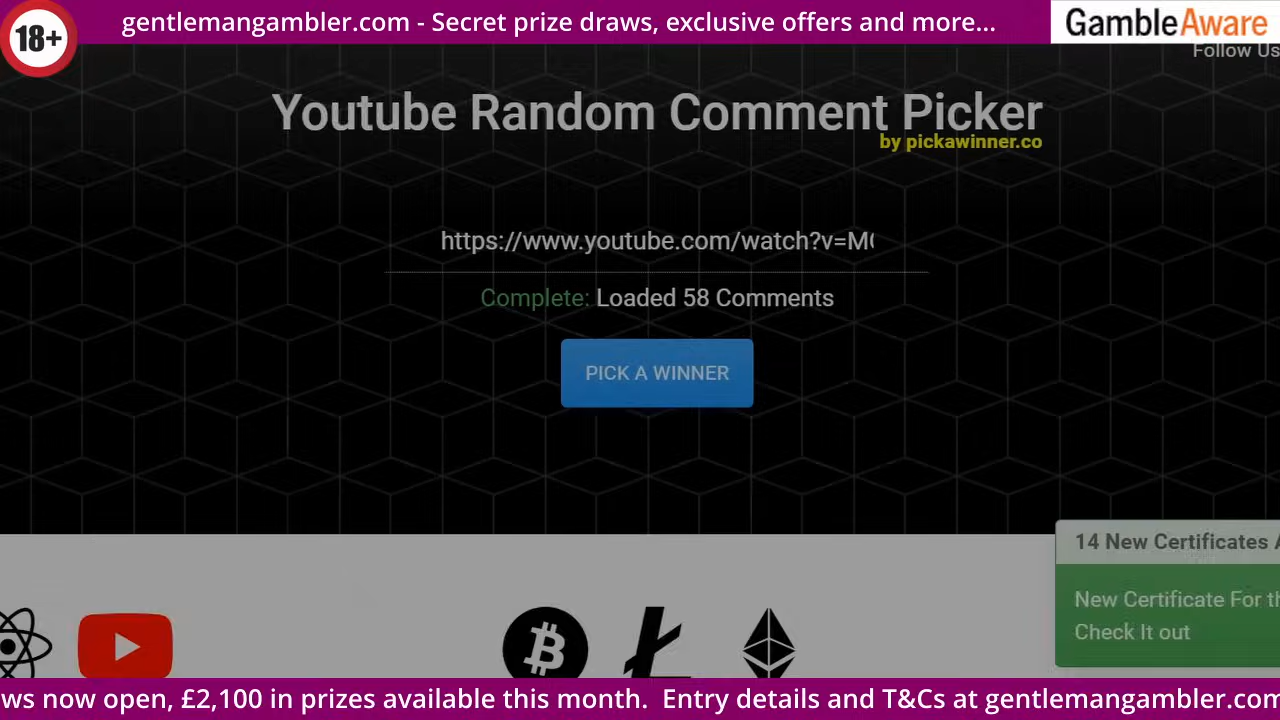 gentlemangambler.com - Secret prize draws, exclusive offers and more...
GambleAware
18+
Follow Us
Youtube Random Comment Picker
by pickawinner.co
https://www.youtube.com/watch?v=M
Complete: Loaded 58 Comments
PICK A WINNER
14 New Certificates
New Certificate For
Check It out
now open, £2,100 in prizes available this month. Entry details and T&Cs at gentlemangambler.com